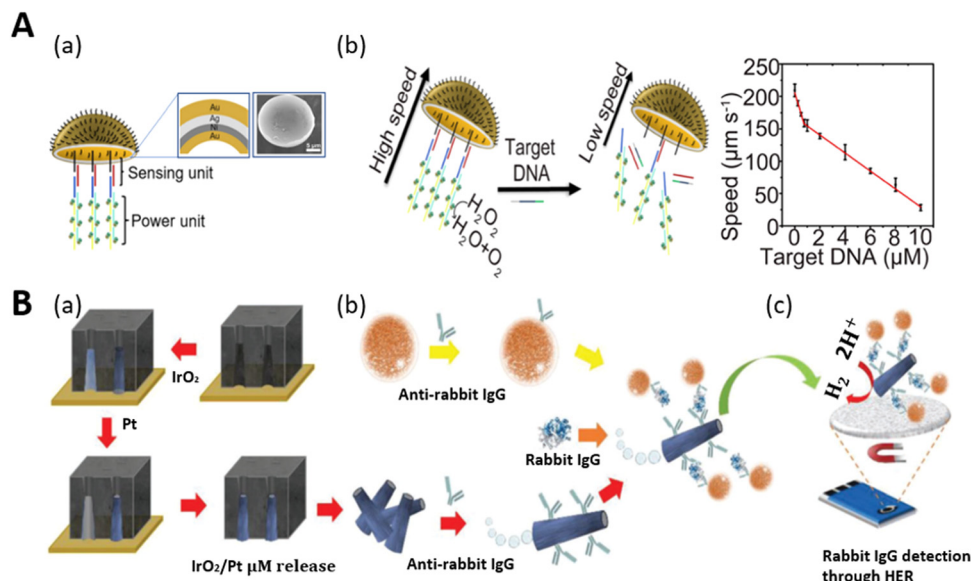 A
(a)
Au
Ag
Ni
Au
5 μm
Sensing unit
Power unit
(b)
High speed
H₂O₂
H₂O+O₂
Target
DNA
Low speed
Speed (μm s⁻¹)
250
200
150
100
50
0
0 2 4 6 8 10
Target DNA (μM)
B
(a)
IrO₂
Pt
IrO₂/Pt μM release
(b)
Anti-rabbit IgG
Rabbit IgG
Anti-rabbit IgG
(c)
2H⁺
H₂
Rabbit IgG detection
through HER